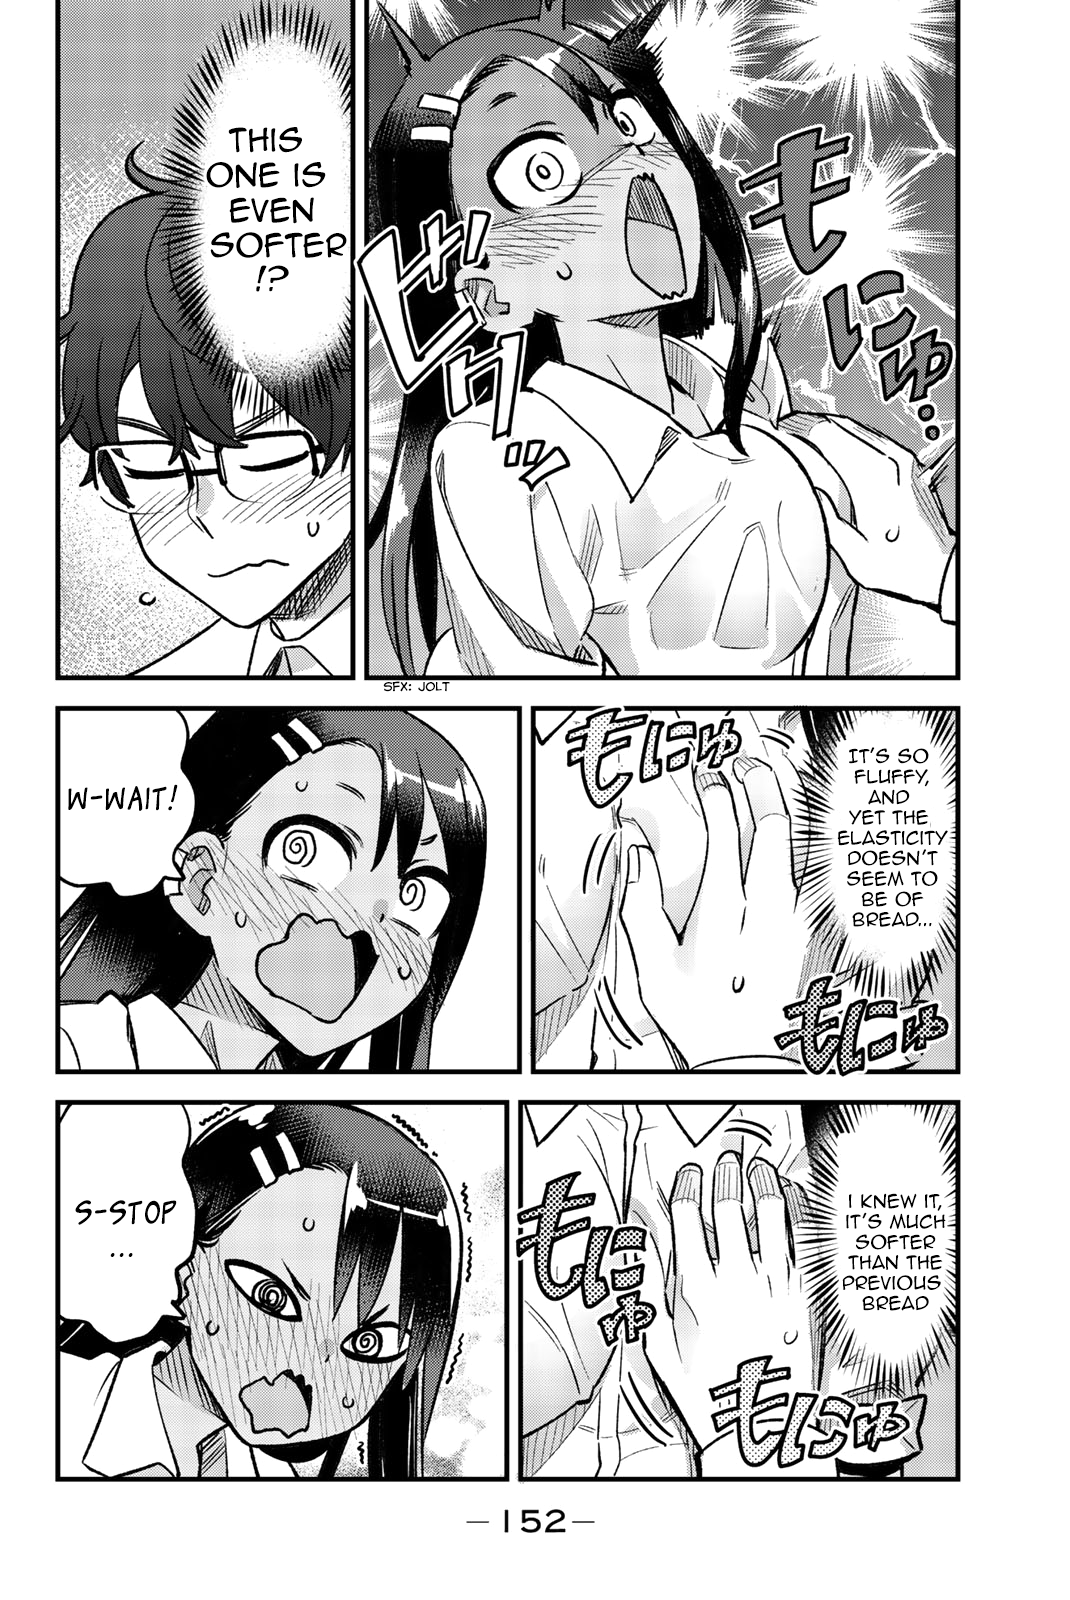 もにゅ…
ビクッ
SFX: JOLT
THIS
ONE IS
EVEN
SOFTER
!?
もにゅ
IT'S SO
FLUFFY,
AND
YET THE
ELASTICITY
DOESN'T
SEEM TO
BE OF
BREAD...
もにゅ
W-WAIT!
もにゅ
I KNEW IT,
IT'S MUCH
SOFTER
THAN THE
PREVIOUS
BREAD
もにゅ
S-STOP
...
—152—